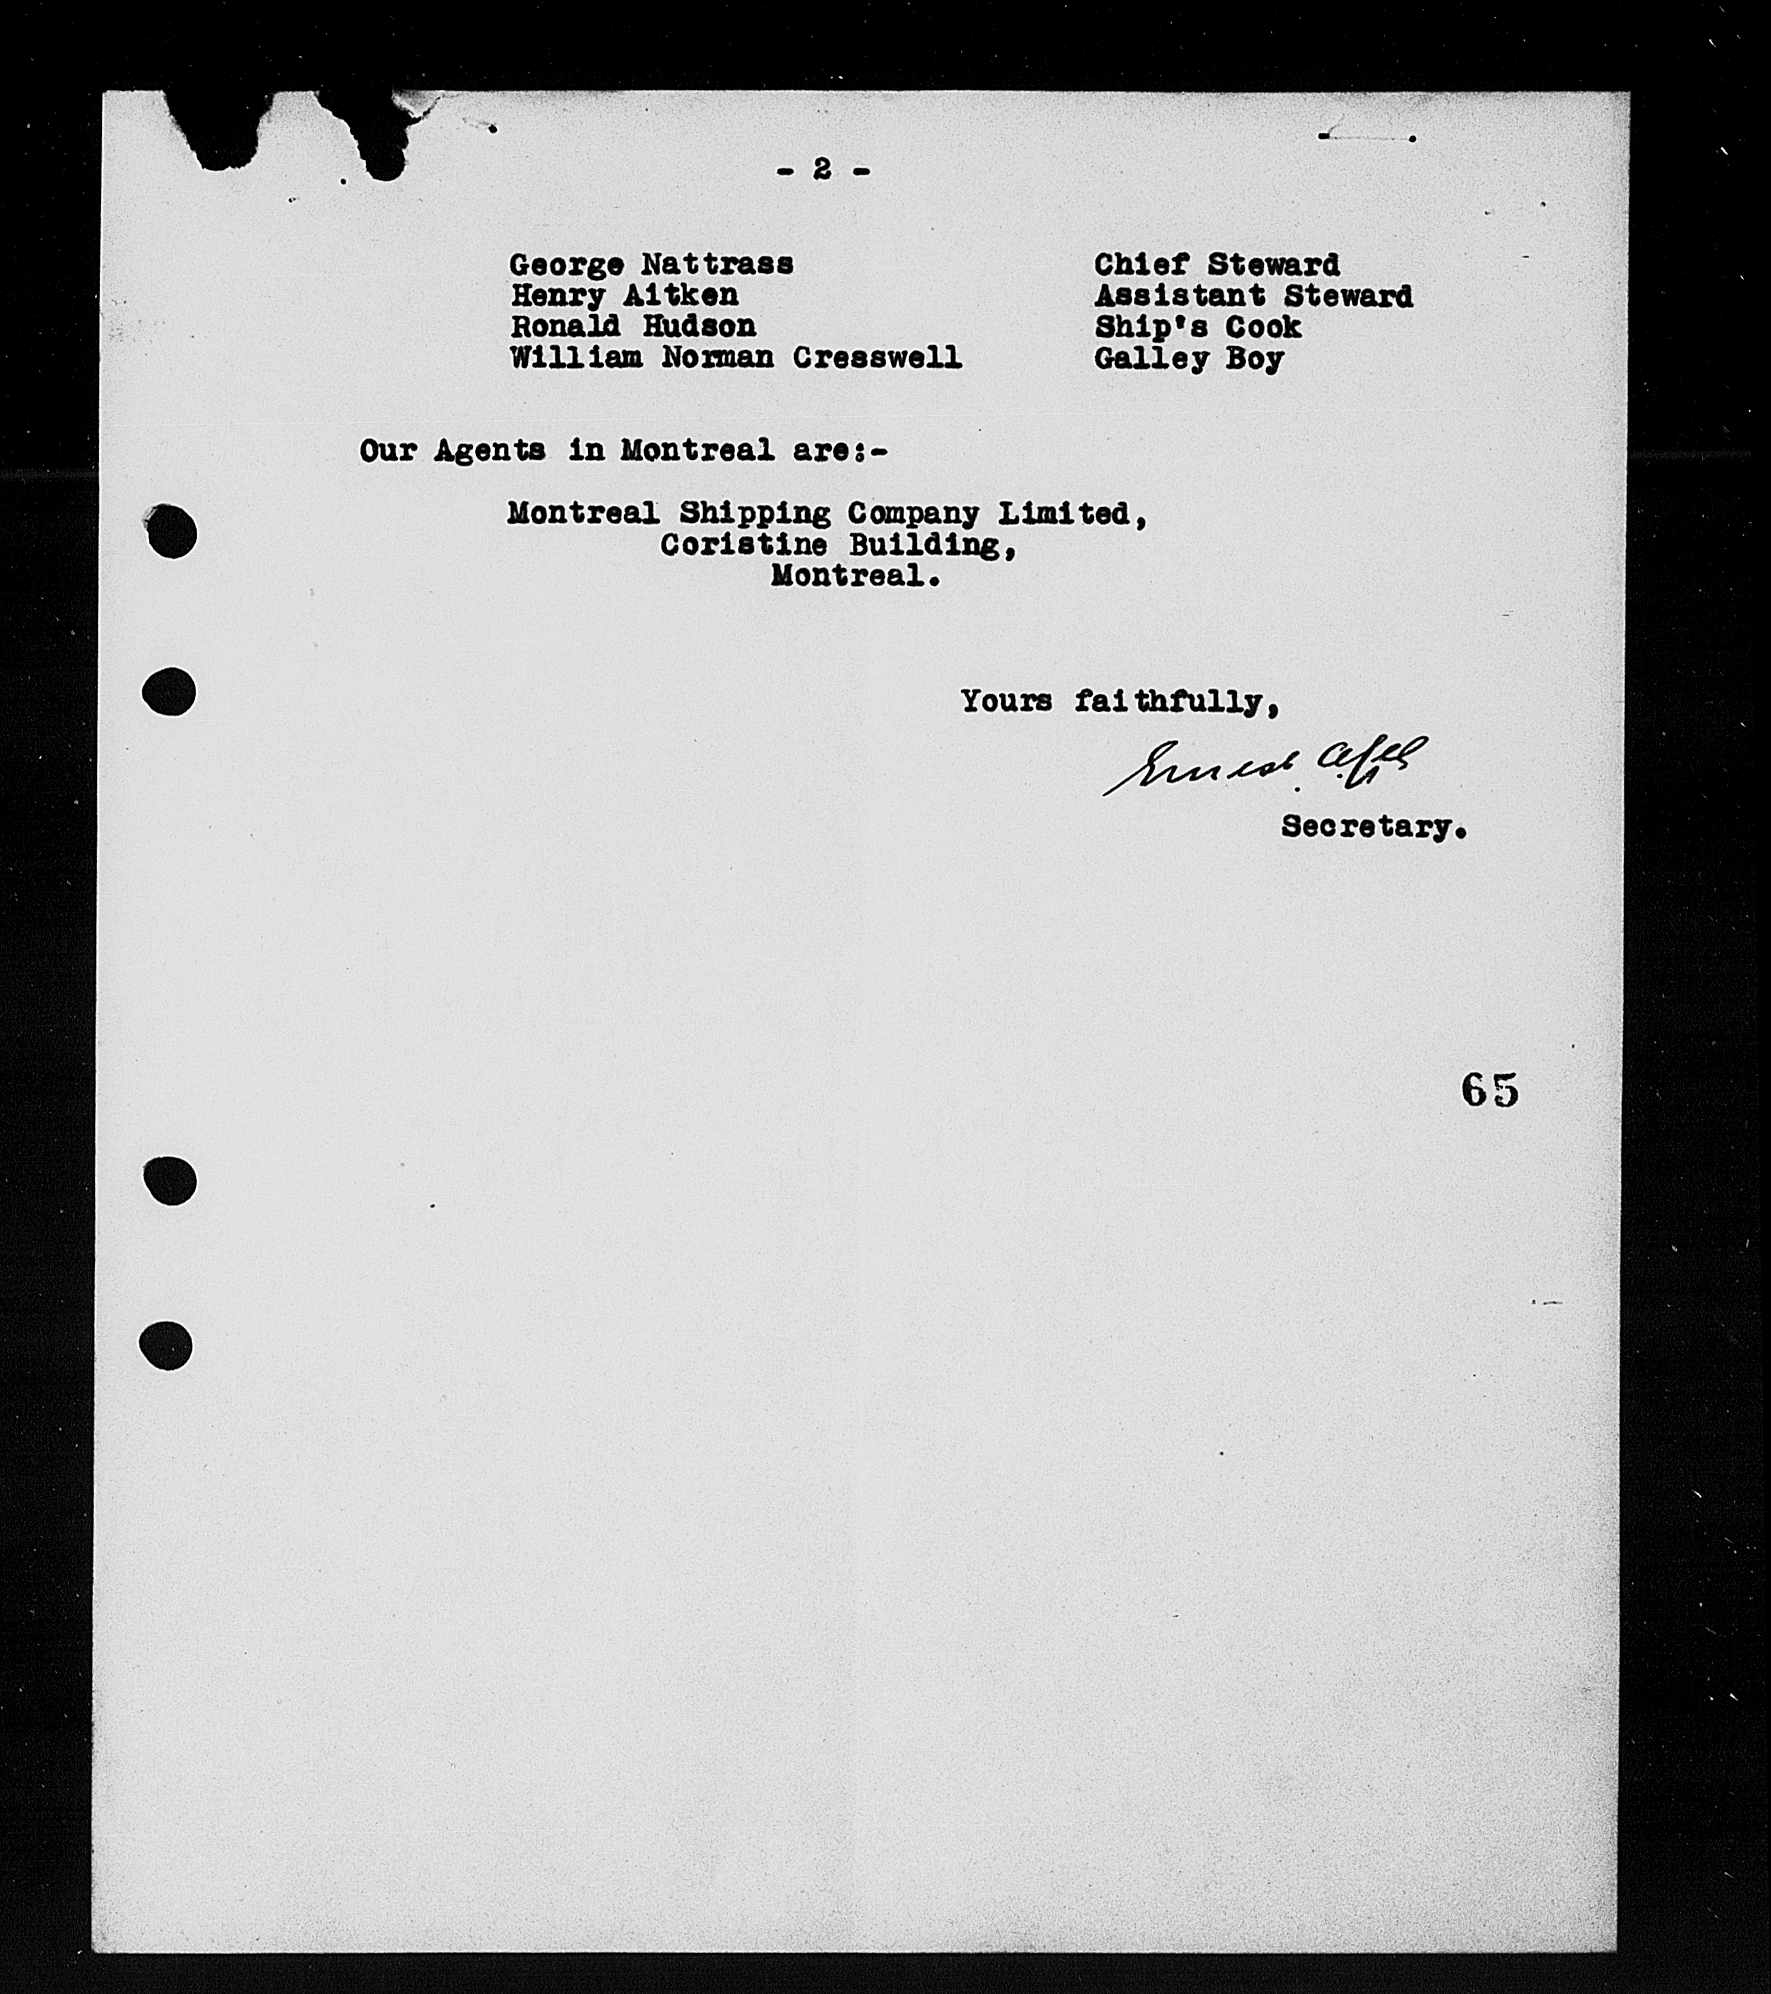 - 2 -
George Nattrass Chief Steward
Henry Aitken Assistant Steward
Ronald Hudson Ship's Cook
William Norman Cresswell Galley Boy
Our Agents in Montreal are:-
Montreal Shipping Company Limited,
Coristine Building,
Montreal.
Yours faithfully,
Ernest
Secretary.
65